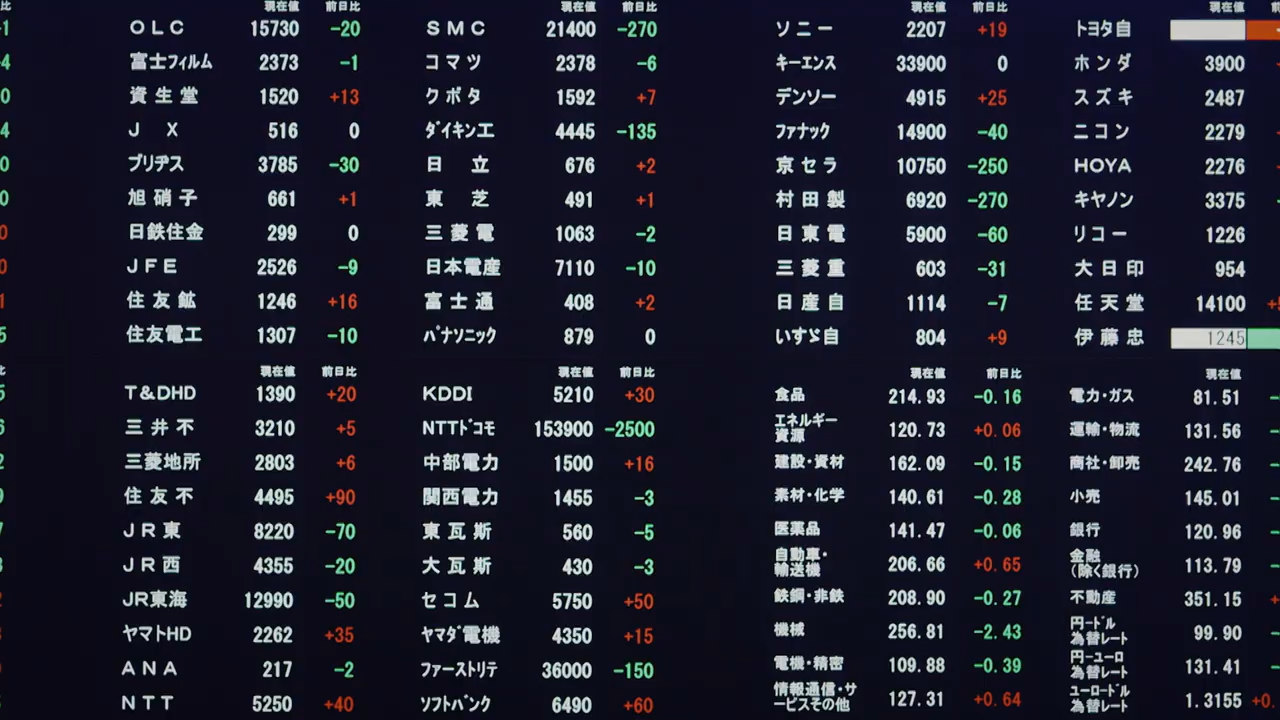 現在値 前日比 現在値 前日比 現在値 前日比 現在値
OLC 15730 -20 SMC 21400 -270 ソニー 2207 +19 トヨタ自
富士フィルム 2373 -1 コマツ 2378 -6 キーエンス 33900 0 ホンダ 3900
資生堂 1520 +13 クボタ 1592 +7 デンソー 4915 +25 スズキ 2487
J X 516 0 ダイキン工 4445 -135 ファナック 14900 -40 ニコン 2279
ブリヂス 3785 -30 日 立 676 +2 京セラ 10750 -250 HOYA 2276
旭硝子 661 +1 東 芝 491 +1 村田製 6920 -270 キヤノン 3375
日鉄住金 299 0 三菱電 1063 -2 日東電 5900 -60 リコー 1226
JFE 2526 -9 日本電産 7110 -10 三菱重 603 -31 大日印 954
住友鉱 1246 +16 富士通 408 +2 日産自 1114 -7 任天堂 14100
住友電工 1307 -10 パナソニック 879 0 いすゞ自 804 +9 伊藤忠 1245
現在値 前日比 現在値 前日比 現在値 前日比 現在値
T&DHD 1390 +20 KDDI 5210 +30 食品 214.93 -0.16 電力・ガス 81.51
三井不 3210 +5 NTTドコモ 153900 -2500 エネルギー資源 120.73 +0.06 運輸・物流 131.56
三菱地所 2803 +6 中部電力 1500 +16 建設・資材 162.09 -0.15 商社・卸売 242.76
住友不 4495 +90 関西電力 1455 -3 素材・化学 140.61 -0.28 小売 145.01
JR東 8220 -70 東瓦斯 560 -5 医薬品 141.47 -0.06 銀行 120.96
JR西 4355 -20 大瓦斯 430 -3 自動車・輸送機 206.66 +0.65 金融(除く銀行) 113.79
JR東海 12990 -50 セコム 5750 +50 鉄鋼・非鉄 208.90 -0.27 不動産 351.15
ヤマトHD 2262 +35 ヤマダ電機 4350 +15 機械 256.81 -2.43 円-ドル為替レート 99.90
ANA 217 -2 ファーストリテ 36000 -150 電機・精密 109.88 -0.39 円-ユーロ為替レート 131.41
NTT 5250 +40 ソフトバンク 6490 +60 情報通信・サービスその他 127.31 +0.64 ユーロードル為替レート 1.3155 +0.